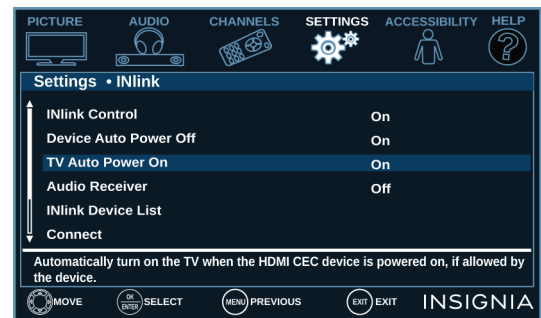 PICTURE AUDIO CHANNELS SETTINGS ACCESSIBILITY HELP
Settings • INlink
INlink Control On
Device Auto Power Off On
TV Auto Power On On
Audio Receiver Off
INlink Device List
Connect
Automatically turn on the TV when the HDMI CEC device is powered on, if allowed by
the device.
MOVE OK ENTER SELECT MENU PREVIOUS EXIT EXIT INSIGNIA